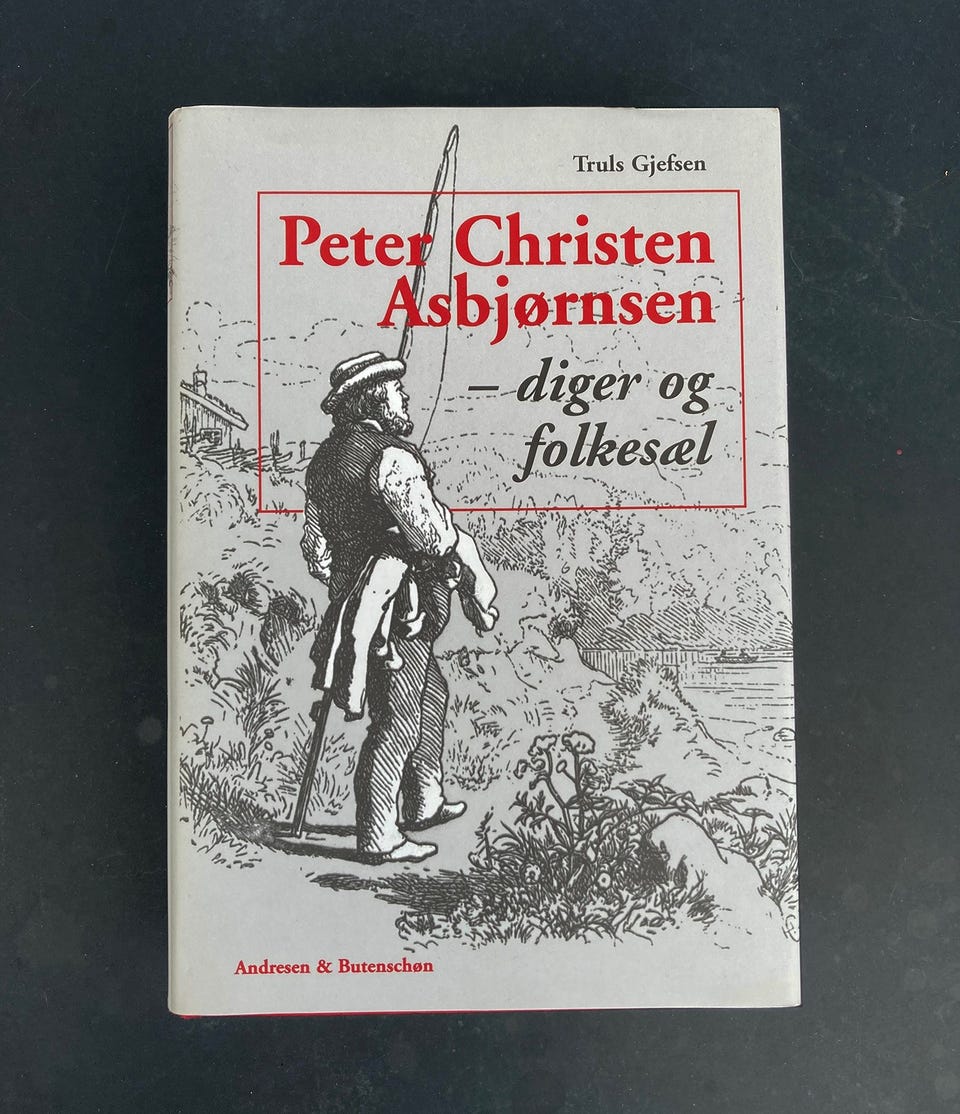 Truls Gjefsen
Peter Christen
Asbjørnsen
– diger og
folkesæl
Andresen & Butenschøn